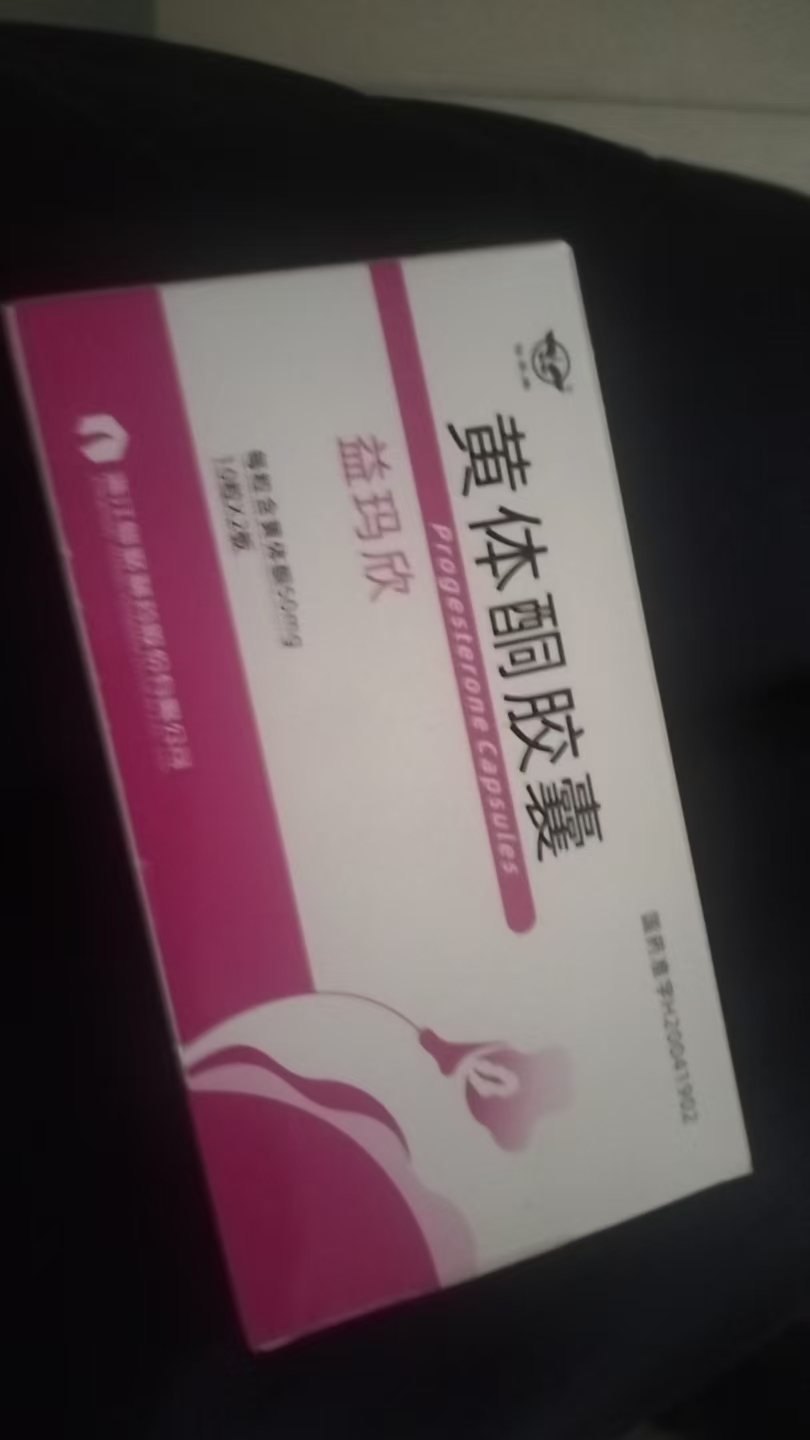 国药准字H20041902
黄体酮胶囊
Progesterone Capsules
益玛欣
每粒含黄体酮50mg
10粒X2板